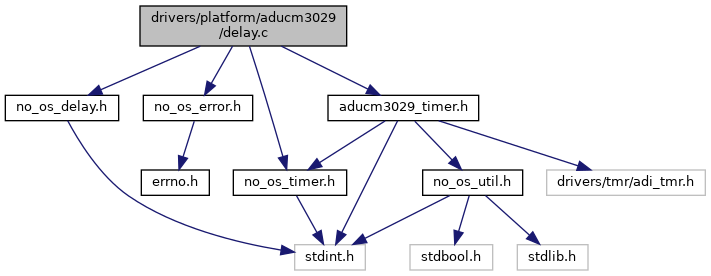 drivers/platform/aducm3029
/delay.c
no_os_delay.h
no_os_error.h
aducm3029_timer.h
errno.h
no_os_timer.h
no_os_util.h
drivers/tmr/adi_tmr.h
stdint.h
stdbool.h
stdlib.h